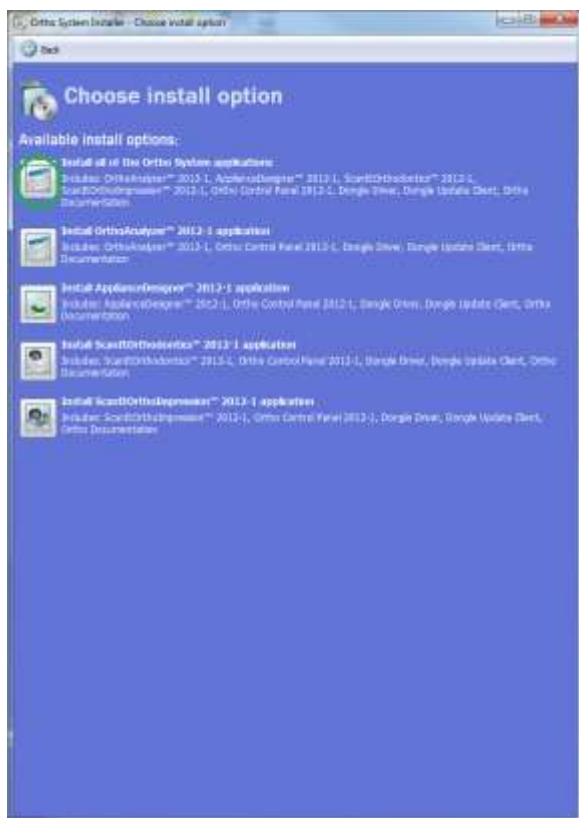 Ortho System Installer - Choose install option
Back
Choose install option
Available install options:
Install all of the Ortho System applications
Includes: OrthoAnalyzer™ 2012-1, ApplianceDesigner™ 2012-1, ScanItOrthodontics™ 2012-1,
ScanItOrthoImpression™ 2012-1, Ortho Control Panel 2012-1, Dongle Driver, Dongle Update Client, Ortho
Documentation
Install OrthoAnalyzer™ 2012-1 application
Includes: OrthoAnalyzer™ 2012-1, Ortho Control Panel 2012-1, Dongle Driver, Dongle Update Client, Ortho
Documentation
Install ApplianceDesigner™ 2012-1 application
Includes: ApplianceDesigner™ 2012-1, Ortho Control Panel 2012-1, Dongle Driver, Dongle Update Client, Ortho
Documentation
Install ScanItOrthodontics™ 2012-1 application
Includes: ScanItOrthodontics™ 2012-1, Ortho Control Panel 2012-1, Dongle Driver, Dongle Update Client, Ortho
Documentation
Install ScanItOrthoImpression™ 2012-1 application
Includes: ScanItOrthoImpression™ 2012-1, Ortho Control Panel 2012-1, Dongle Driver, Dongle Update Client,
Ortho Documentation